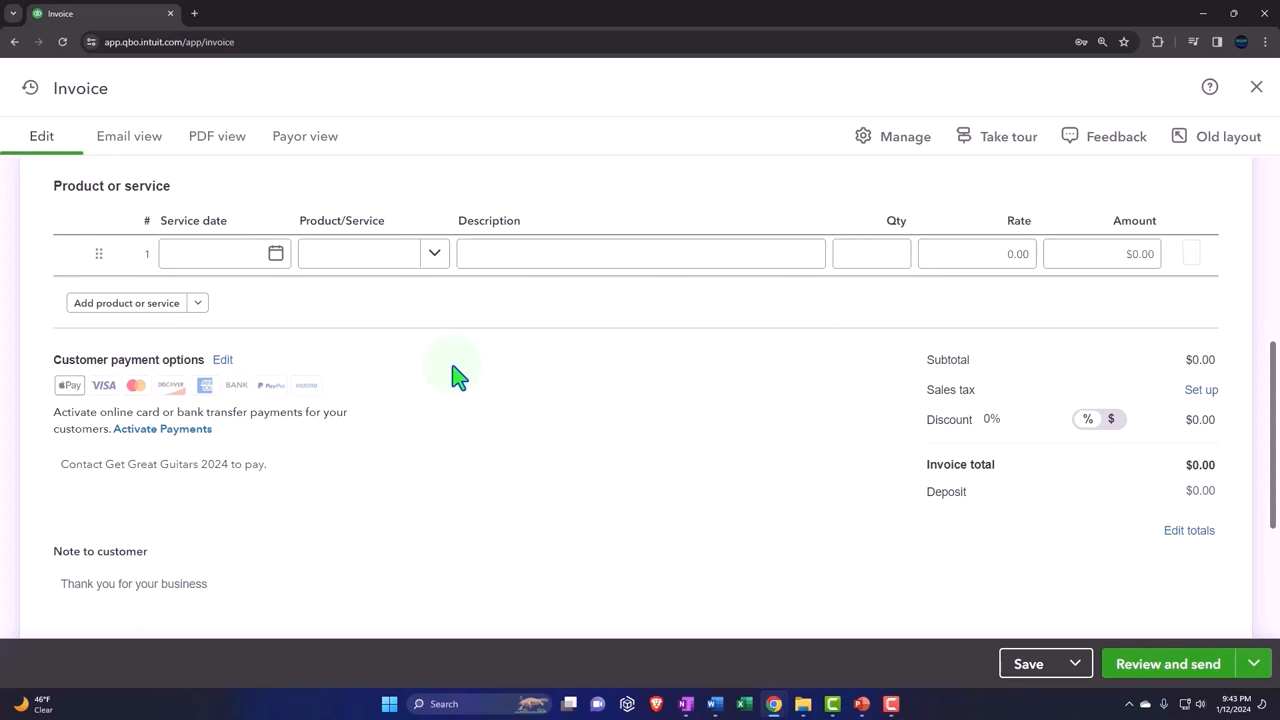 Invoice
app.qbo.intuit.com/app/invoice
Invoice
Edit Email view PDF view Payor view Manage Take tour Feedback Old layout
Product or service
# Service date Product/Service Description Qty Rate Amount
1 0.00 $0.00
Add product or service
Customer payment options Edit Subtotal $0.00
Pay VISA DISCOVER BANK PayPal venmo
Sales tax Set up
Activate online card or bank transfer payments for your
customers. Activate Payments
Discount 0% % $ $0.00
Contact Get Great Guitars 2024 to pay.
Invoice total $0.00
Deposit $0.00
Edit totals
Note to customer
Thank you for your business
Save Review and send
46°F
Clear
Search
9:43 PM
1/12/2024